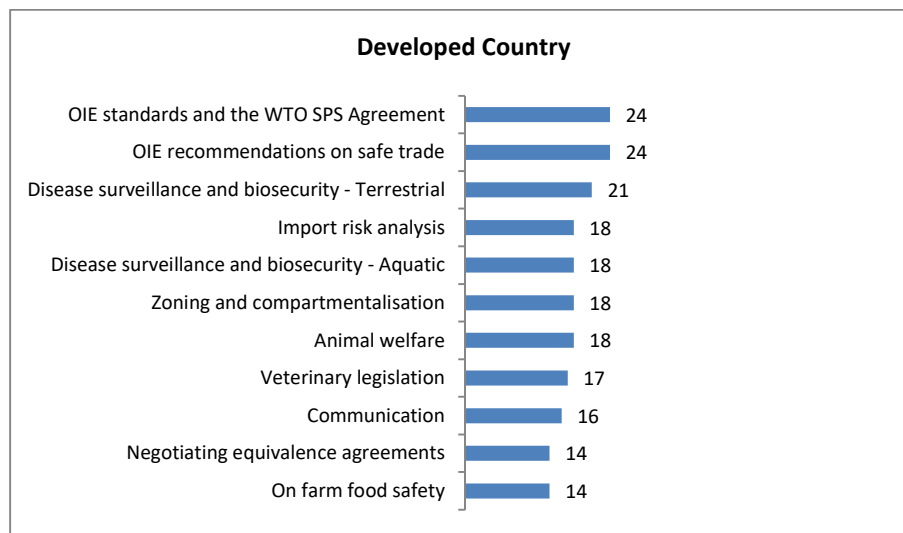 Developed Country
OIE standards and the WTO SPS Agreement 24
OIE recommendations on safe trade 24
Disease surveillance and biosecurity - Terrestrial 21
Import risk analysis 18
Disease surveillance and biosecurity - Aquatic 18
Zoning and compartmentalisation 18
Animal welfare 18
Veterinary legislation 17
Communication 16
Negotiating equivalence agreements 14
On farm food safety 14